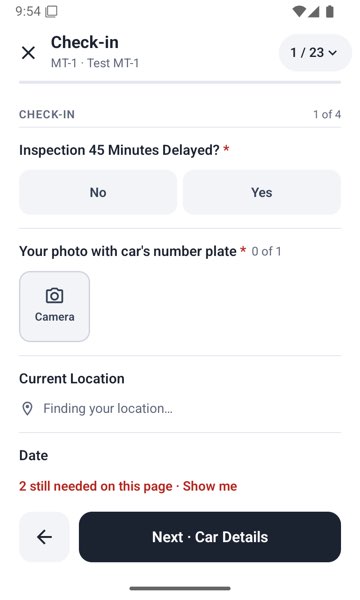 9:54
Check-in
MT-1 · Test MT-1
1 / 23
CHECK-IN
1 of 4
Inspection 45 Minutes Delayed? *
No
Yes
Your photo with car's number plate * 0 of 1
Camera
Current Location
Finding your location...
Date
2 still needed on this page · Show me
Next · Car Details